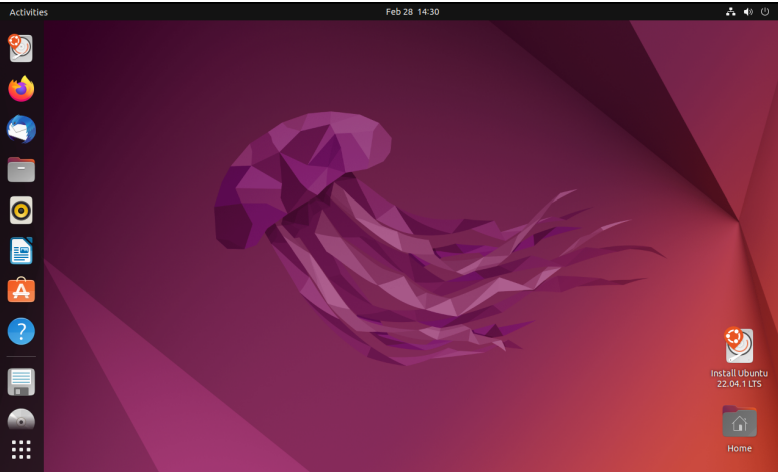 Activities
Feb 28 14:30
Install Ubuntu
22.04.1 LTS
Home